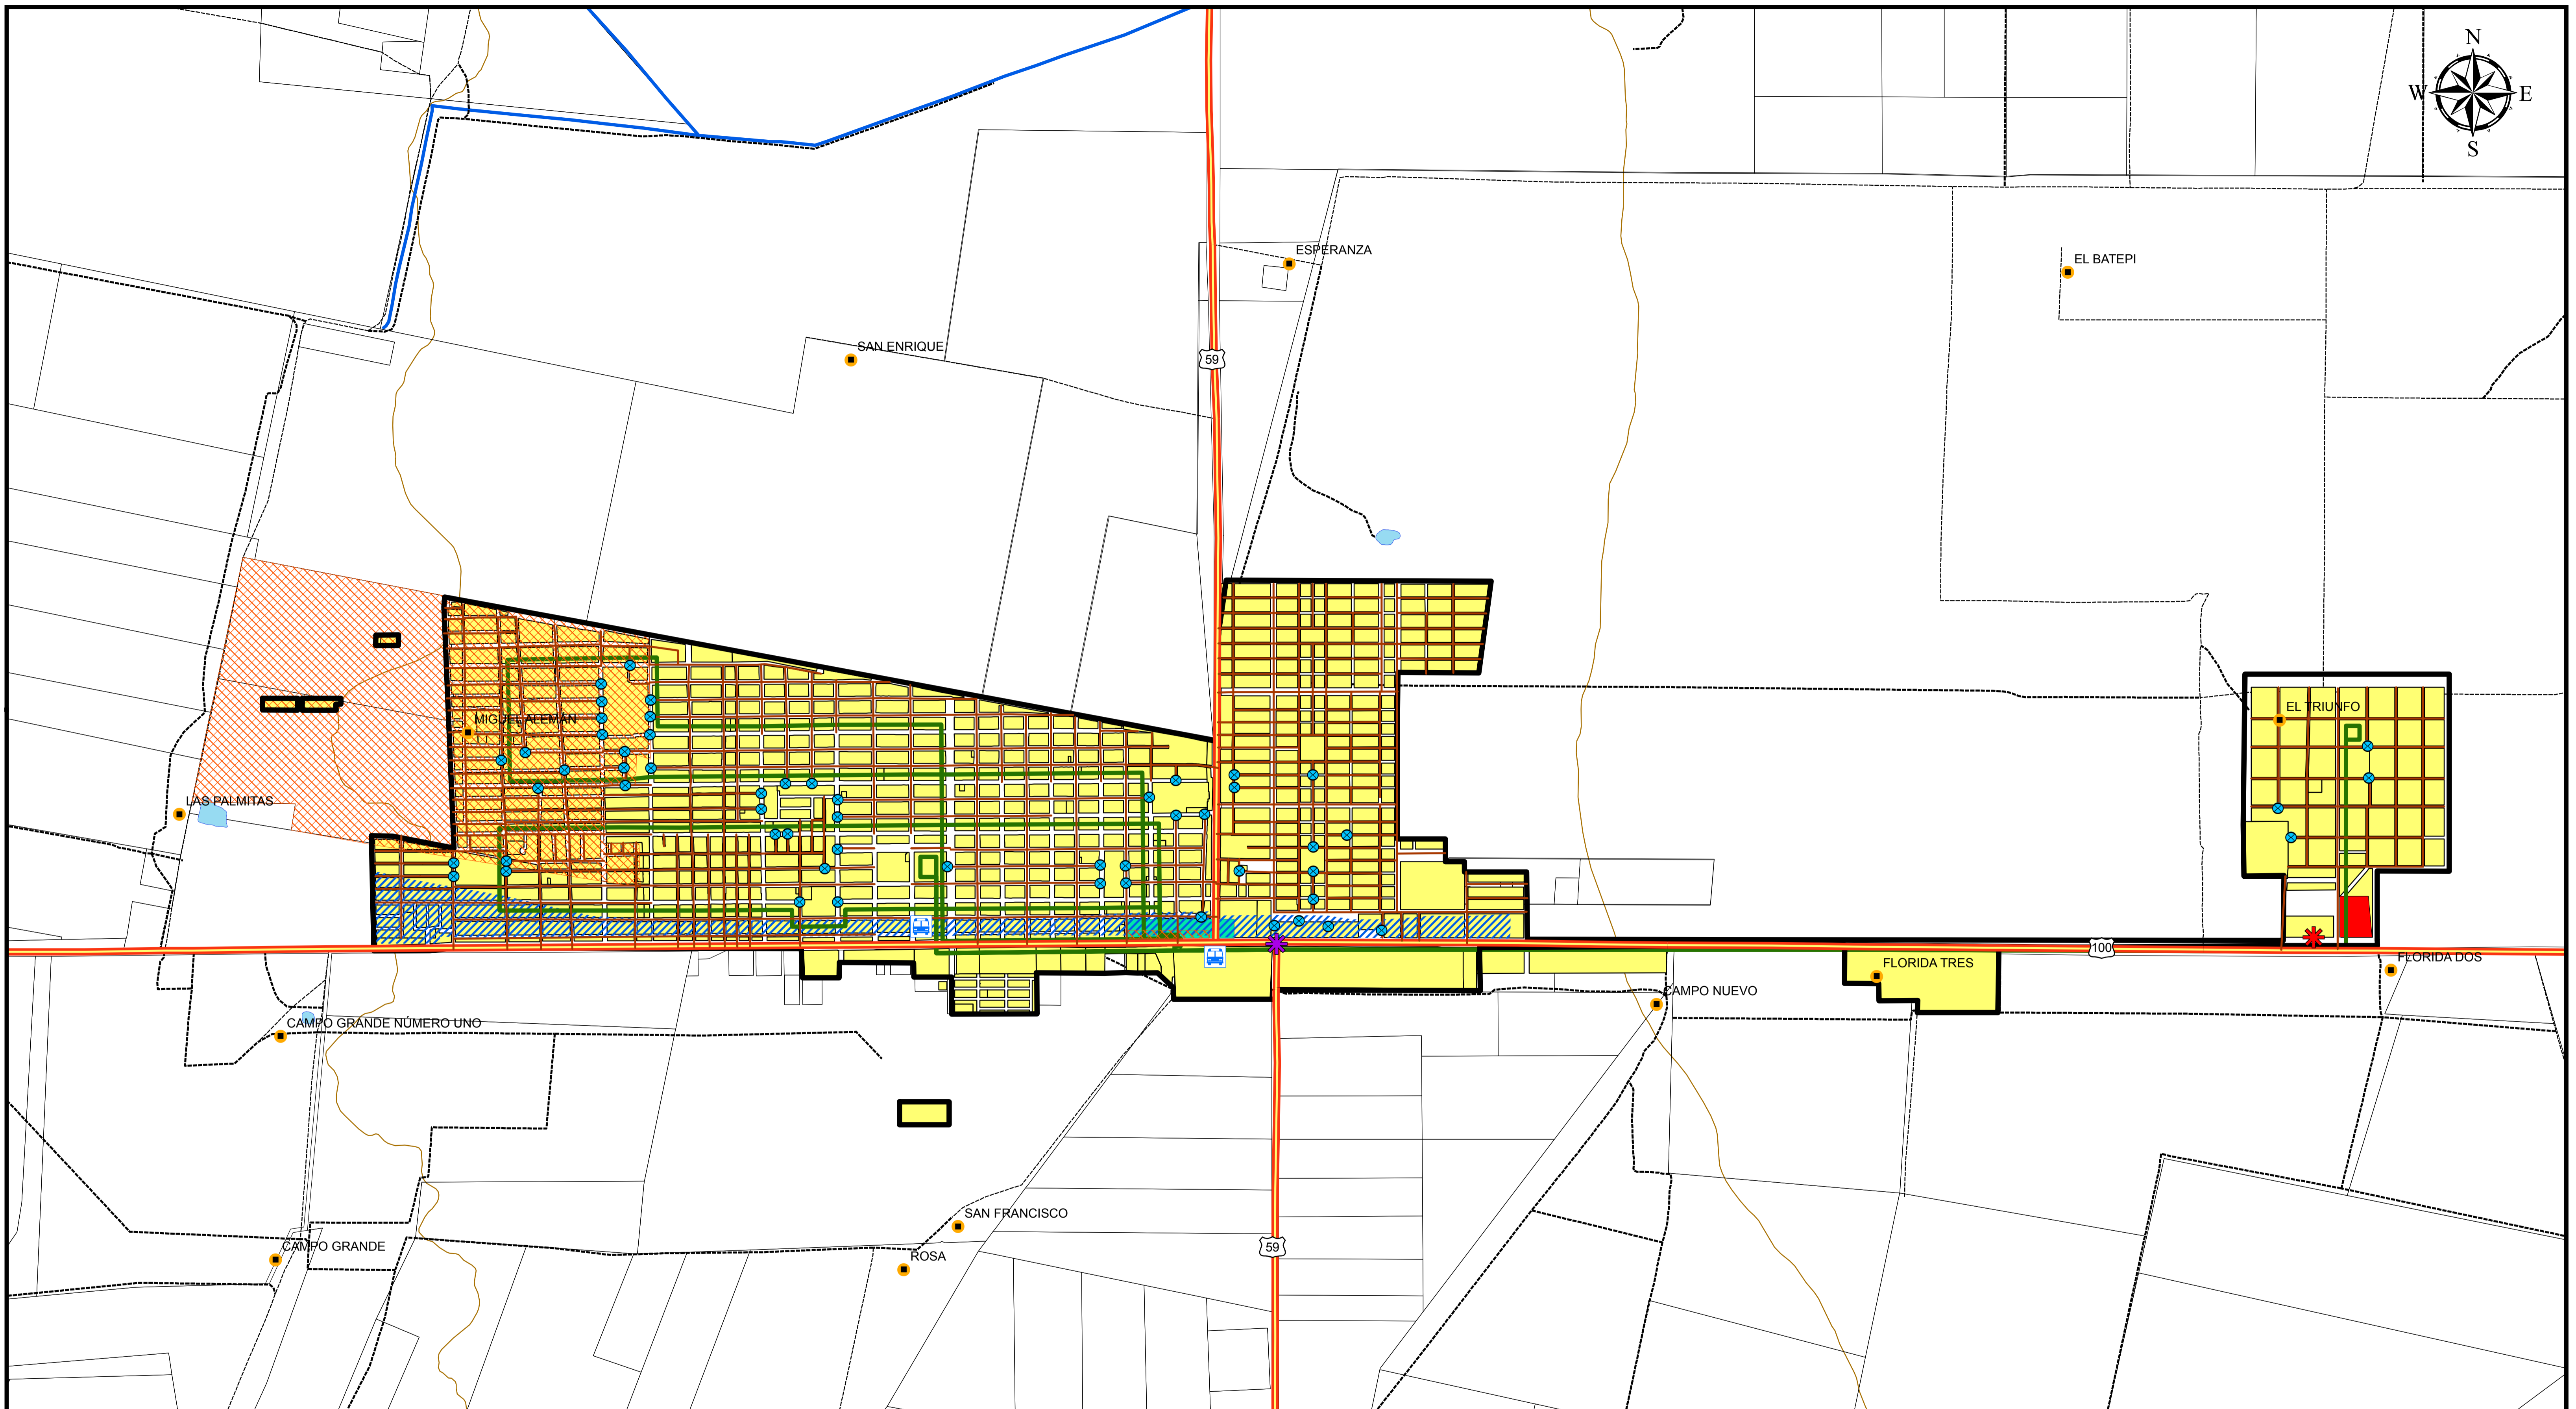 N
W E
S
ESPERANZA
EL BATEPI
SAN ENRIQUE
59
MIGUEL ALEMÁN
EL TRIUNFO
LAS PALMITAS
100
FLORIDA TRES
FLORIDA DOS
CAMPO NUEVO
CAMPO GRANDE NÚMERO UNO
SAN FRANCISCO
59
CAMPO GRANDE
ROSA